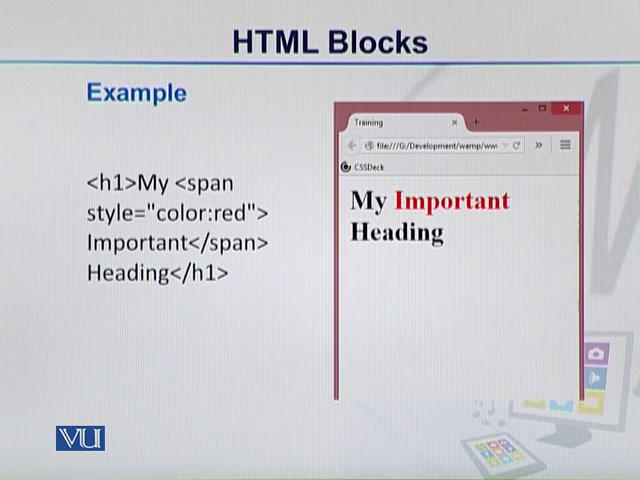 HTML Blocks
Example
<h1>My <span
style="color:red">
Important</span>
Heading</h1>
Training
file:///G:/Development/wamp/ww
CSSDeck
My Important
Heading
VU